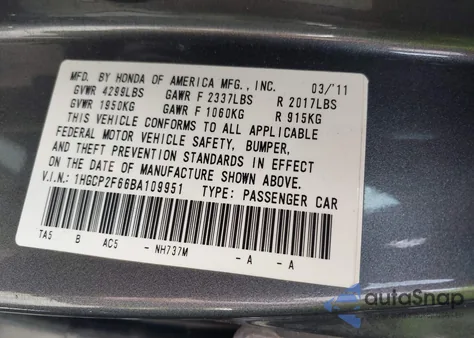 MFD. BY HONDA OF AMERICA MFG., INC. 03/'11
GVWR 4299LBS GAWR F 2337LBS R 2017LBS
GVWR 1950KG GAWR F 1060KG R 915KG
THIS VEHICLE CONFORMS TO ALL APPLICABLE
FEDERAL MOTOR VEHICLE SAFETY, BUMPER,
AND THEFT PREVENTION STANDARDS IN EFFECT
ON THE DATE OF MANUFACTURE SHOWN ABOVE.
V.I.N.: 1HGCP2F66BA109951 TYPE: PASSENGER CAR
TA5 B AC5 - NH737M - A - A
autoSnap